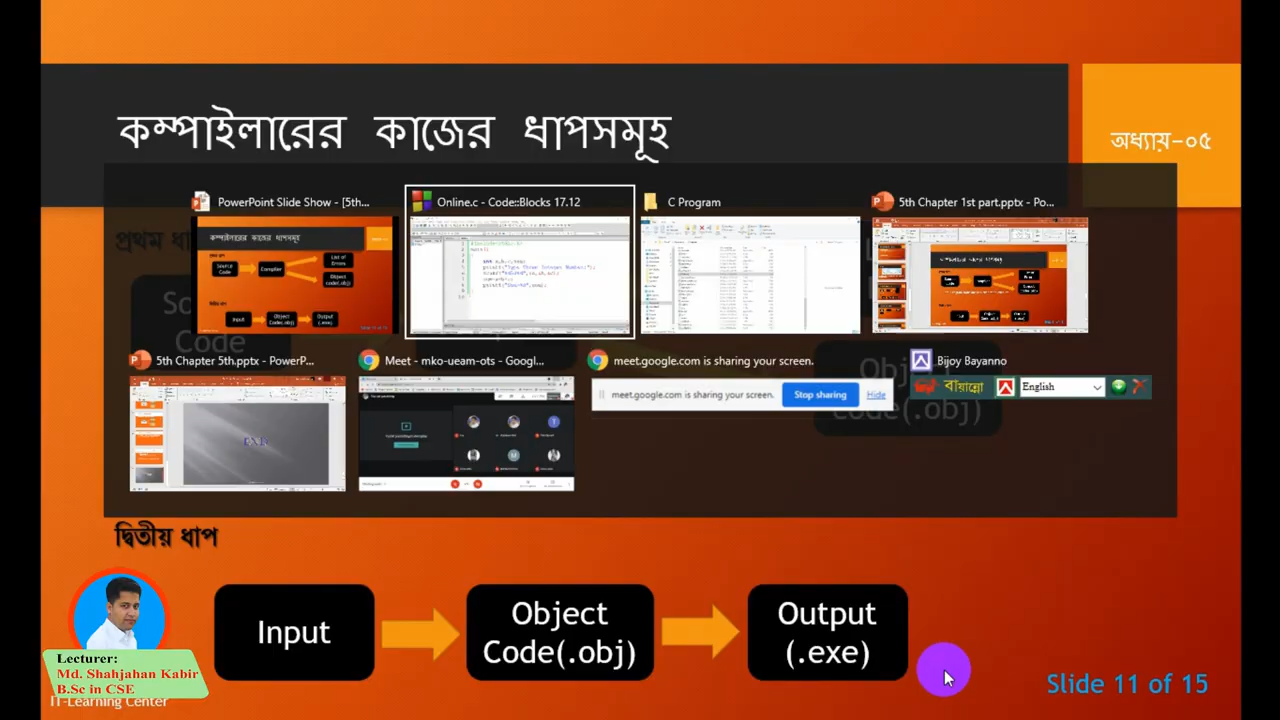 কম্পাইলারের কাজের ধাপসমূহ
অধ্যায়-০৫
PowerPoint Slide Show - [5th...
Online.c - Code::Blocks 17.12
C Program
5th Chapter 1st part.pptx - Po...
5th Chapter 5th.pptx - PowerP...
Meet - mko-ueam-ots - Googl...
meet.google.com is sharing your screen.
Bijoy Bayanno
meet.google.com is sharing your screen.
Stop sharing
Hide
বায়ান্নো
English
Code
code(.obj)
দ্বিতীয় ধাপ
Input
Object
Code(.obj)
Output
(.exe)
Lecturer:
Md. Shahjahan Kabir
B.Sc in CSE
IT-Learning Center
Slide 11 of 15